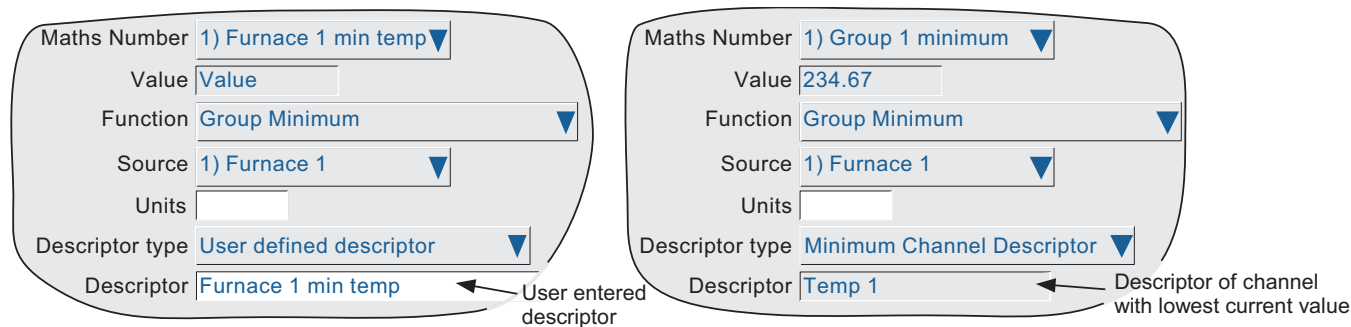 Maths Number 1) Furnace 1 min temp
Value Value
Function Group Minimum
Source 1) Furnace 1
Units
Descriptor type User defined descriptor
Descriptor Furnace 1 min temp
User entered
descriptor
Maths Number 1) Group 1 minimum
Value 234.67
Function Group Minimum
Source 1) Furnace 1
Units
Descriptor type Minimum Channel Descriptor
Descriptor Temp 1
Descriptor of channel
with lowest current value